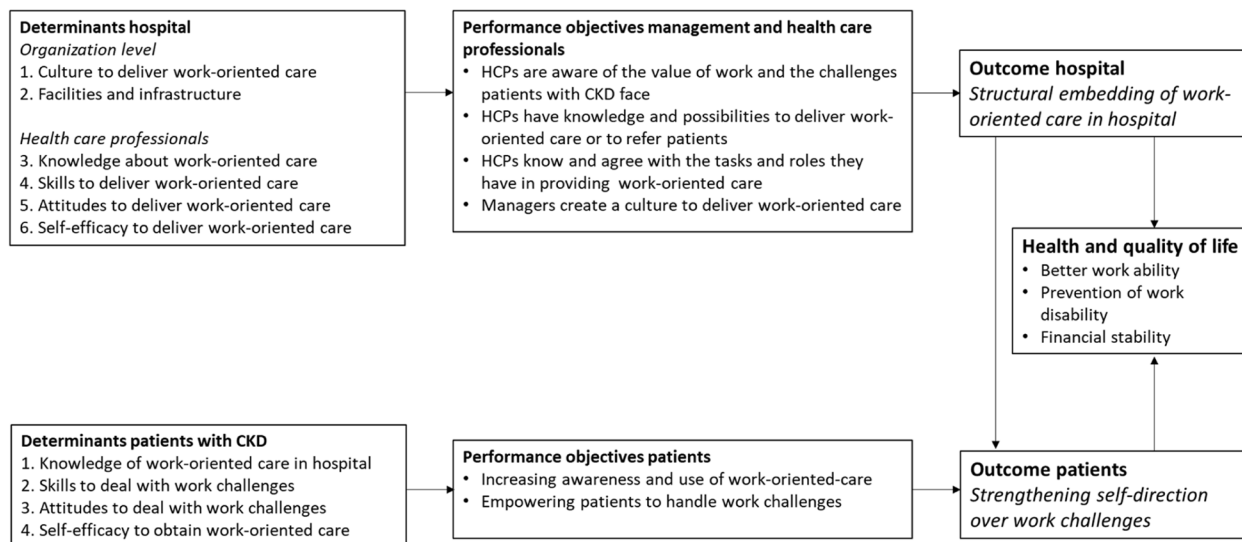 Determinants hospital
Organization level
1. Culture to deliver work-oriented care
2. Facilities and infrastructure
Health care professionals
3. Knowledge about work-oriented care
4. Skills to deliver work-oriented care
5. Attitudes to deliver work-oriented care
6. Self-efficacy to deliver work-oriented care
Performance objectives management and health care
professionals
• HCPs are aware of the value of work and the challenges
patients with CKD face
• HCPs have knowledge and possibilities to deliver work-
oriented care or to refer patients
• HCPs know and agree with the tasks and roles they
have in providing work-oriented care
• Managers create a culture to deliver work-oriented care
Outcome hospital
Structural embedding of work-
oriented care in hospital
Health and quality of life
• Better work ability
• Prevention of work
disability
• Financial stability
Determinants patients with CKD
1. Knowledge of work-oriented care in hospital
2. Skills to deal with work challenges
3. Attitudes to deal with work challenges
4. Self-efficacy to obtain work-oriented care
Performance objectives patients
• Increasing awareness and use of work-oriented-care
• Empowering patients to handle work challenges
Outcome patients
Strengthening self-direction
over work challenges